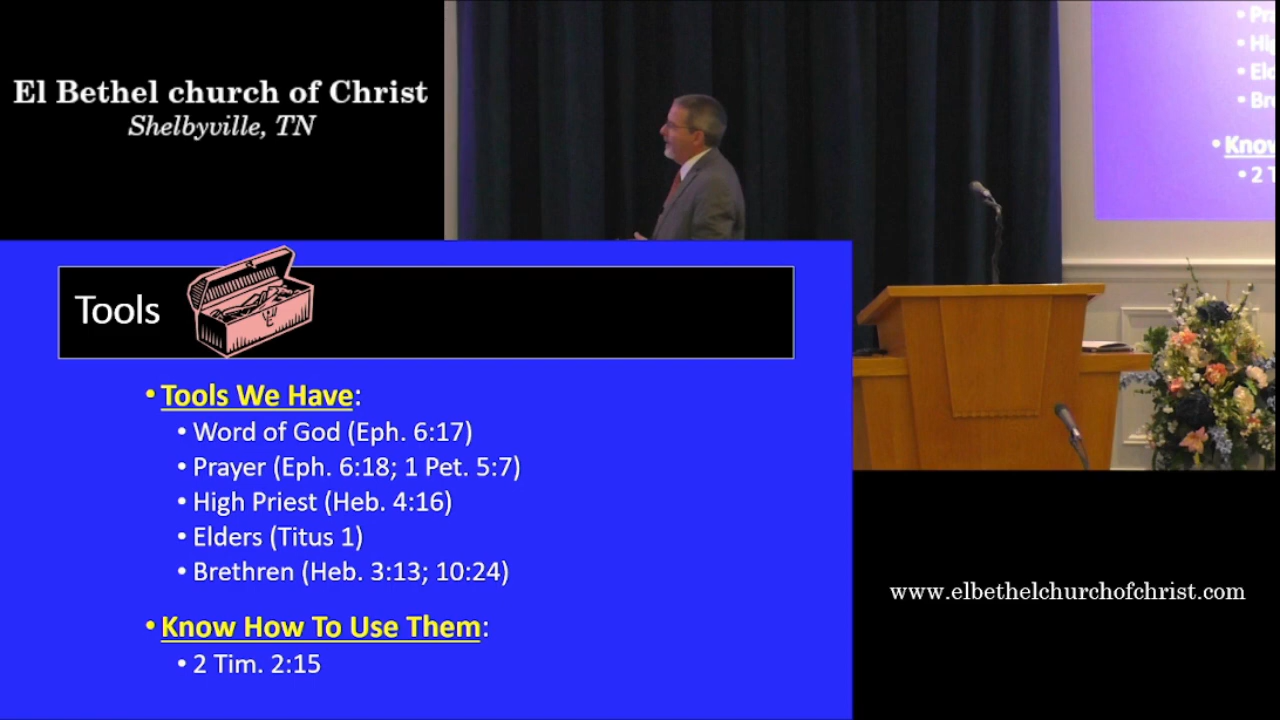 El Bethel church of Christ
Shelbyville, TN
Tools
• Tools We Have:
• Word of God (Eph. 6:17)
• Prayer (Eph. 6:18; 1 Pet. 5:7)
• High Priest (Heb. 4:16)
• Elders (Titus 1)
• Brethren (Heb. 3:13; 10:24)
• Know How To Use Them:
• 2 Tim. 2:15
www.elbethelchurchofchrist.com